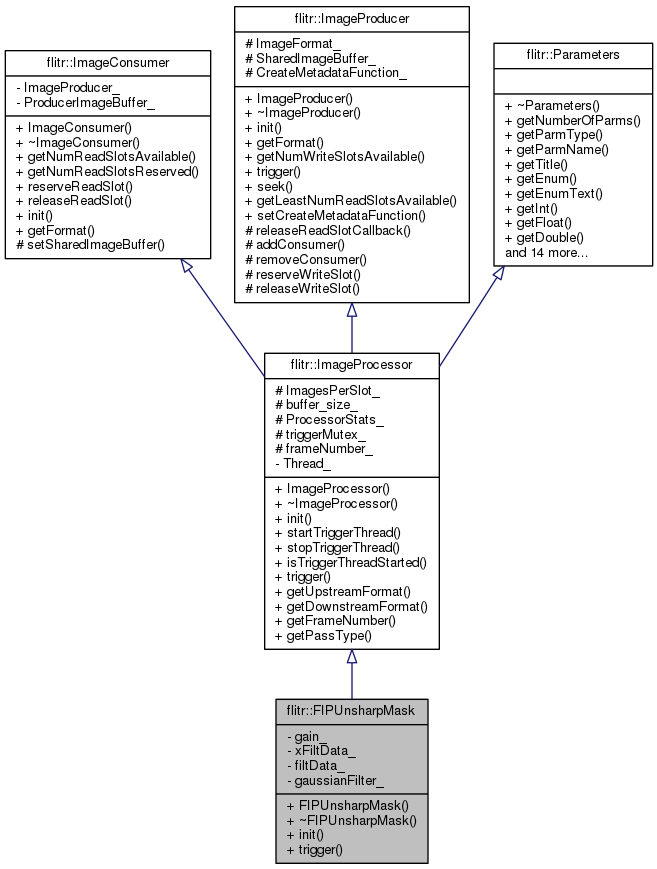 flitr::ImageConsumer
- ImageProducer_
- ProducerImageBuffer_
+ ImageConsumer()
+ ~ImageConsumer()
+ getNumReadSlotsAvailable()
+ getNumReadSlotsReserved()
+ reserveReadSlot()
+ releaseReadSlot()
+ init()
+ getFormat()
# setSharedImageBuffer()
flitr::ImageProducer
# ImageFormat_
# SharedImageBuffer_
# CreateMetadataFunction_
+ ImageProducer()
+ ~ImageProducer()
+ init()
+ getFormat()
+ getNumWriteSlotsAvailable()
+ trigger()
+ seek()
+ getLeastNumReadSlotsAvailable()
+ setCreateMetadataFunction()
# releaseReadSlotCallback()
# addConsumer()
# removeConsumer()
# reserveWriteSlot()
# releaseWriteSlot()
flitr::Parameters
+ ~Parameters()
+ getNumberOfParms()
+ getParmType()
+ getParmName()
+ getTitle()
+ getEnum()
+ getEnumText()
+ getInt()
+ getFloat()
+ getDouble()
and 14 more...
flitr::ImageProcessor
# ImagesPerSlot_
# buffer_size_
# ProcessorStats_
# triggerMutex_
# frameNumber_
- Thread_
+ ImageProcessor()
+ ~ImageProcessor()
+ init()
+ startTriggerThread()
+ stopTriggerThread()
+ isTriggerThreadStarted()
+ trigger()
+ getUpstreamFormat()
+ getDownstreamFormat()
+ getFrameNumber()
+ getPassType()
flitr::FIPUnsharpMask
- gain_
- xFiltData_
- filtData_
- gaussianFilter_
+ FIPUnsharpMask()
+ ~FIPUnsharpMask()
+ init()
+ trigger()